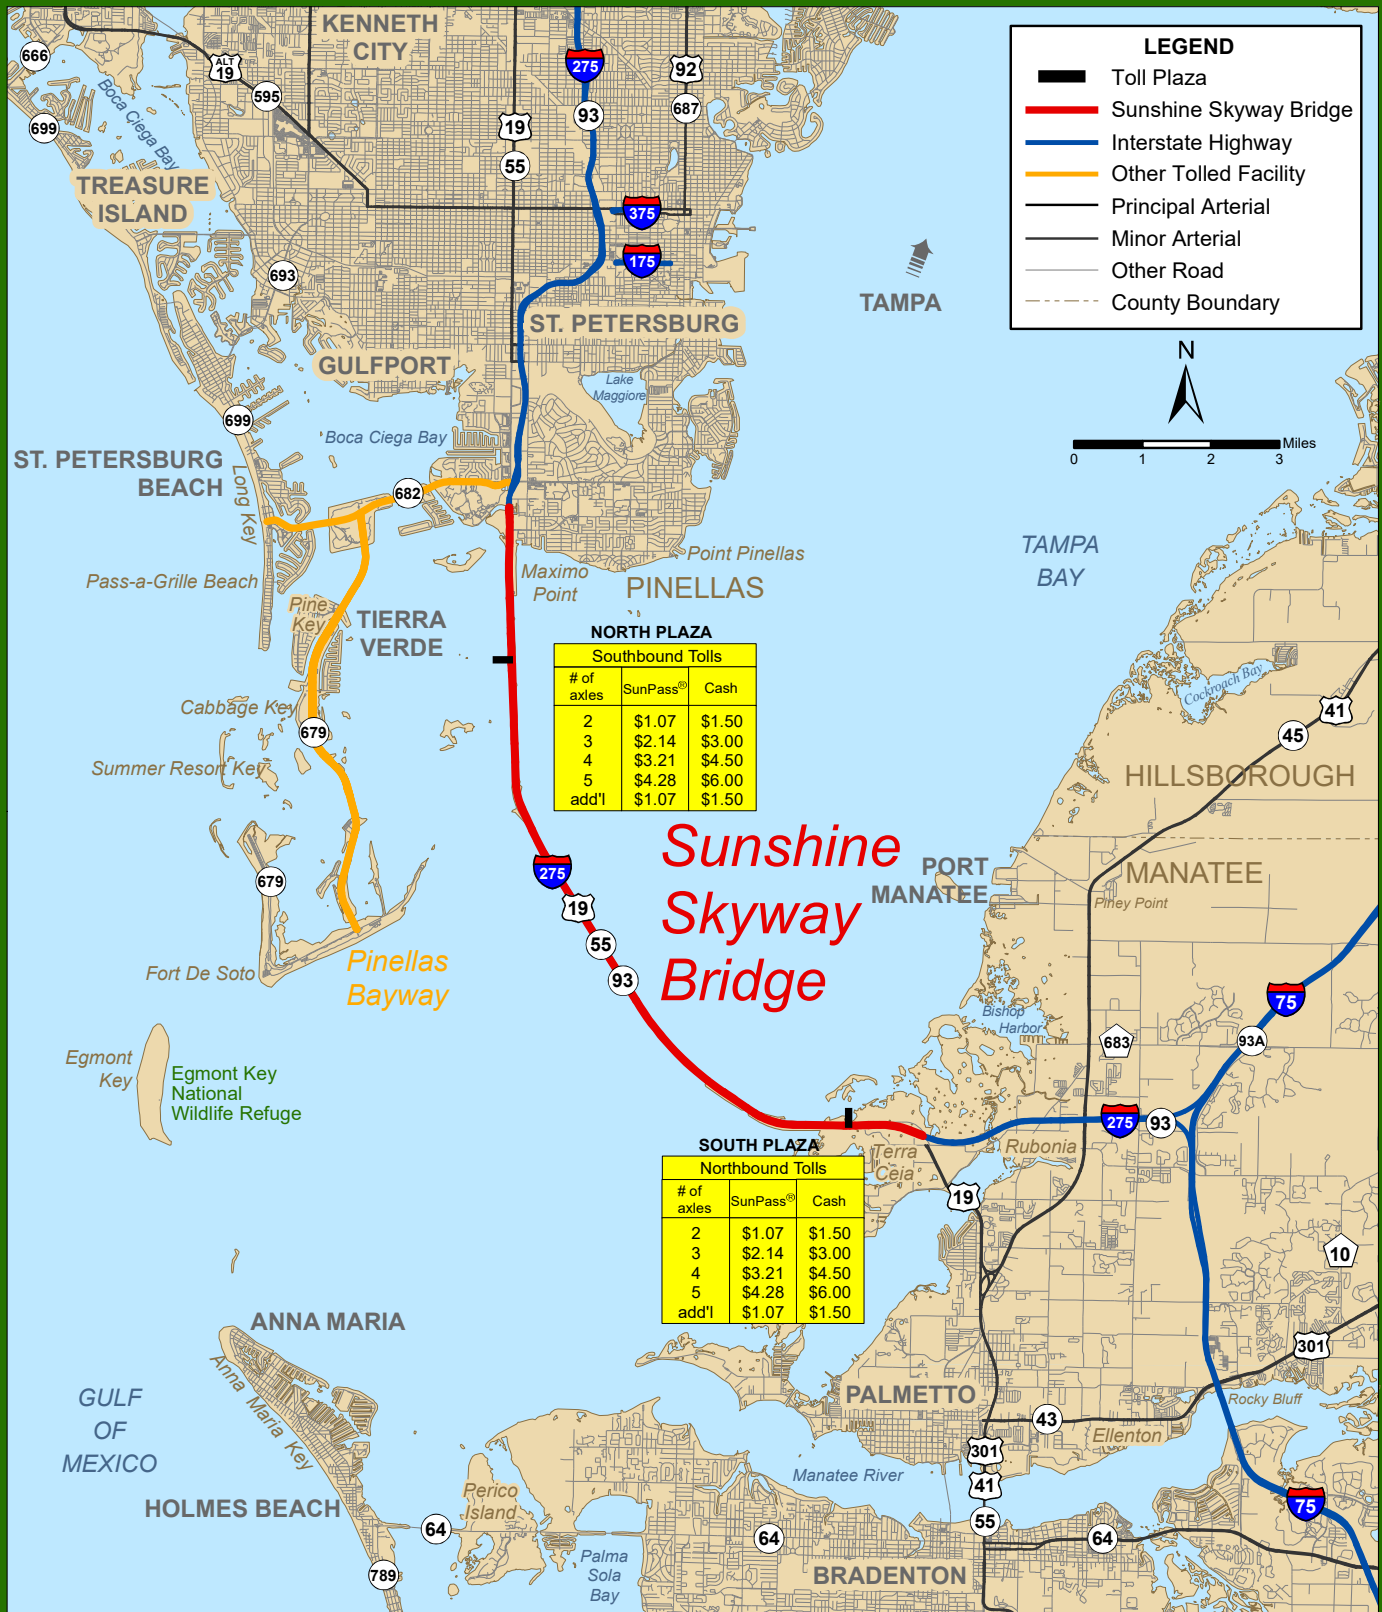 KENNETH
CITY
666
ALT
19
595
275
92
687
93
699
Boca Ciega Bay
19
55
TREASURE
ISLAND
375
175
693
ST. PETERSBURG
GULFPORT
Lake
Maggiore
699
Boca Ciega Bay
ST. PETERSBURG
BEACH
Long Key
682
TAMPA
LEGEND
Toll Plaza
Sunshine Skyway Bridge
Interstate Highway
Other Tolled Facility
Principal Arterial
Minor Arterial
Other Road
County Boundary
N
Miles
0 1 2 3
TAMPA
BAY
Point Pinellas
Maximo
Point
PINELLAS
Pass-a-Grille Beach
Pine
Key
TIERRA
VERDE
NORTH PLAZA
Southbound Tolls
# of axles SunPass® Cash
2 $1.07 $1.50
3 $2.14 $3.00
4 $3.21 $4.50
5 $4.28 $6.00
add'l $1.07 $1.50
Cabbage Key
679
Summer Resort Key
Cockroach Bay
41
45
HILLSBOROUGH
Sunshine
Skyway
Bridge
275
19
55
93
PORT
MANATEE
MANATEE
Piney Point
679
Fort De Soto
Pinellas
Bayway
75
Bishop
Harbor
683
93A
Egmont
Key
Egmont Key
National
Wildlife Refuge
275
93
Terra
Ceia
Rubonia
19
SOUTH PLAZA
Northbound Tolls
# of axles SunPass® Cash
2 $1.07 $1.50
3 $2.14 $3.00
4 $3.21 $4.50
5 $4.28 $6.00
add'l $1.07 $1.50
10
ANNA MARIA
Anna Maria Key
GULF
OF
MEXICO
301
PALMETTO
Rocky Bluff
43
Ellenton
301
Manatee River
41
HOLMES BEACH
Perico
Island
75
64
55
64
64
Palma
Sola
Bay
789
BRADENTON